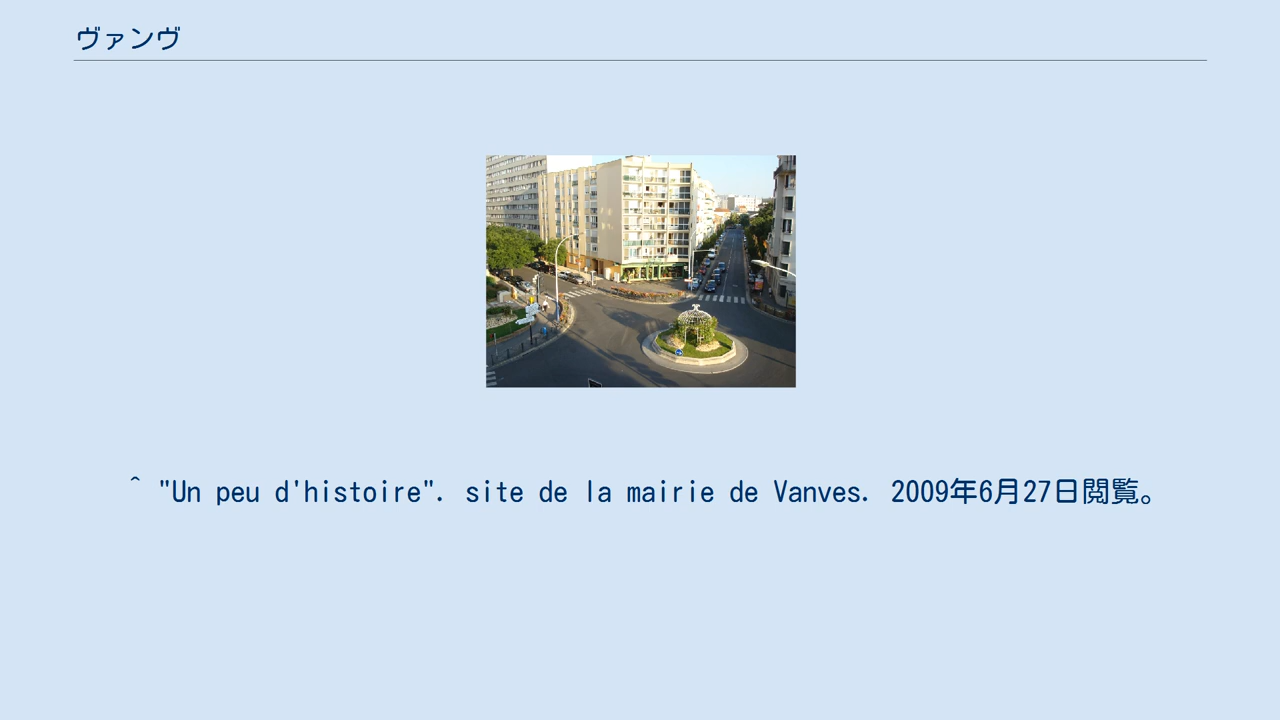 ヴァンヴ
^ "Un peu d'histoire". site de la mairie de Vanves. 2009年6月27日閲覧。